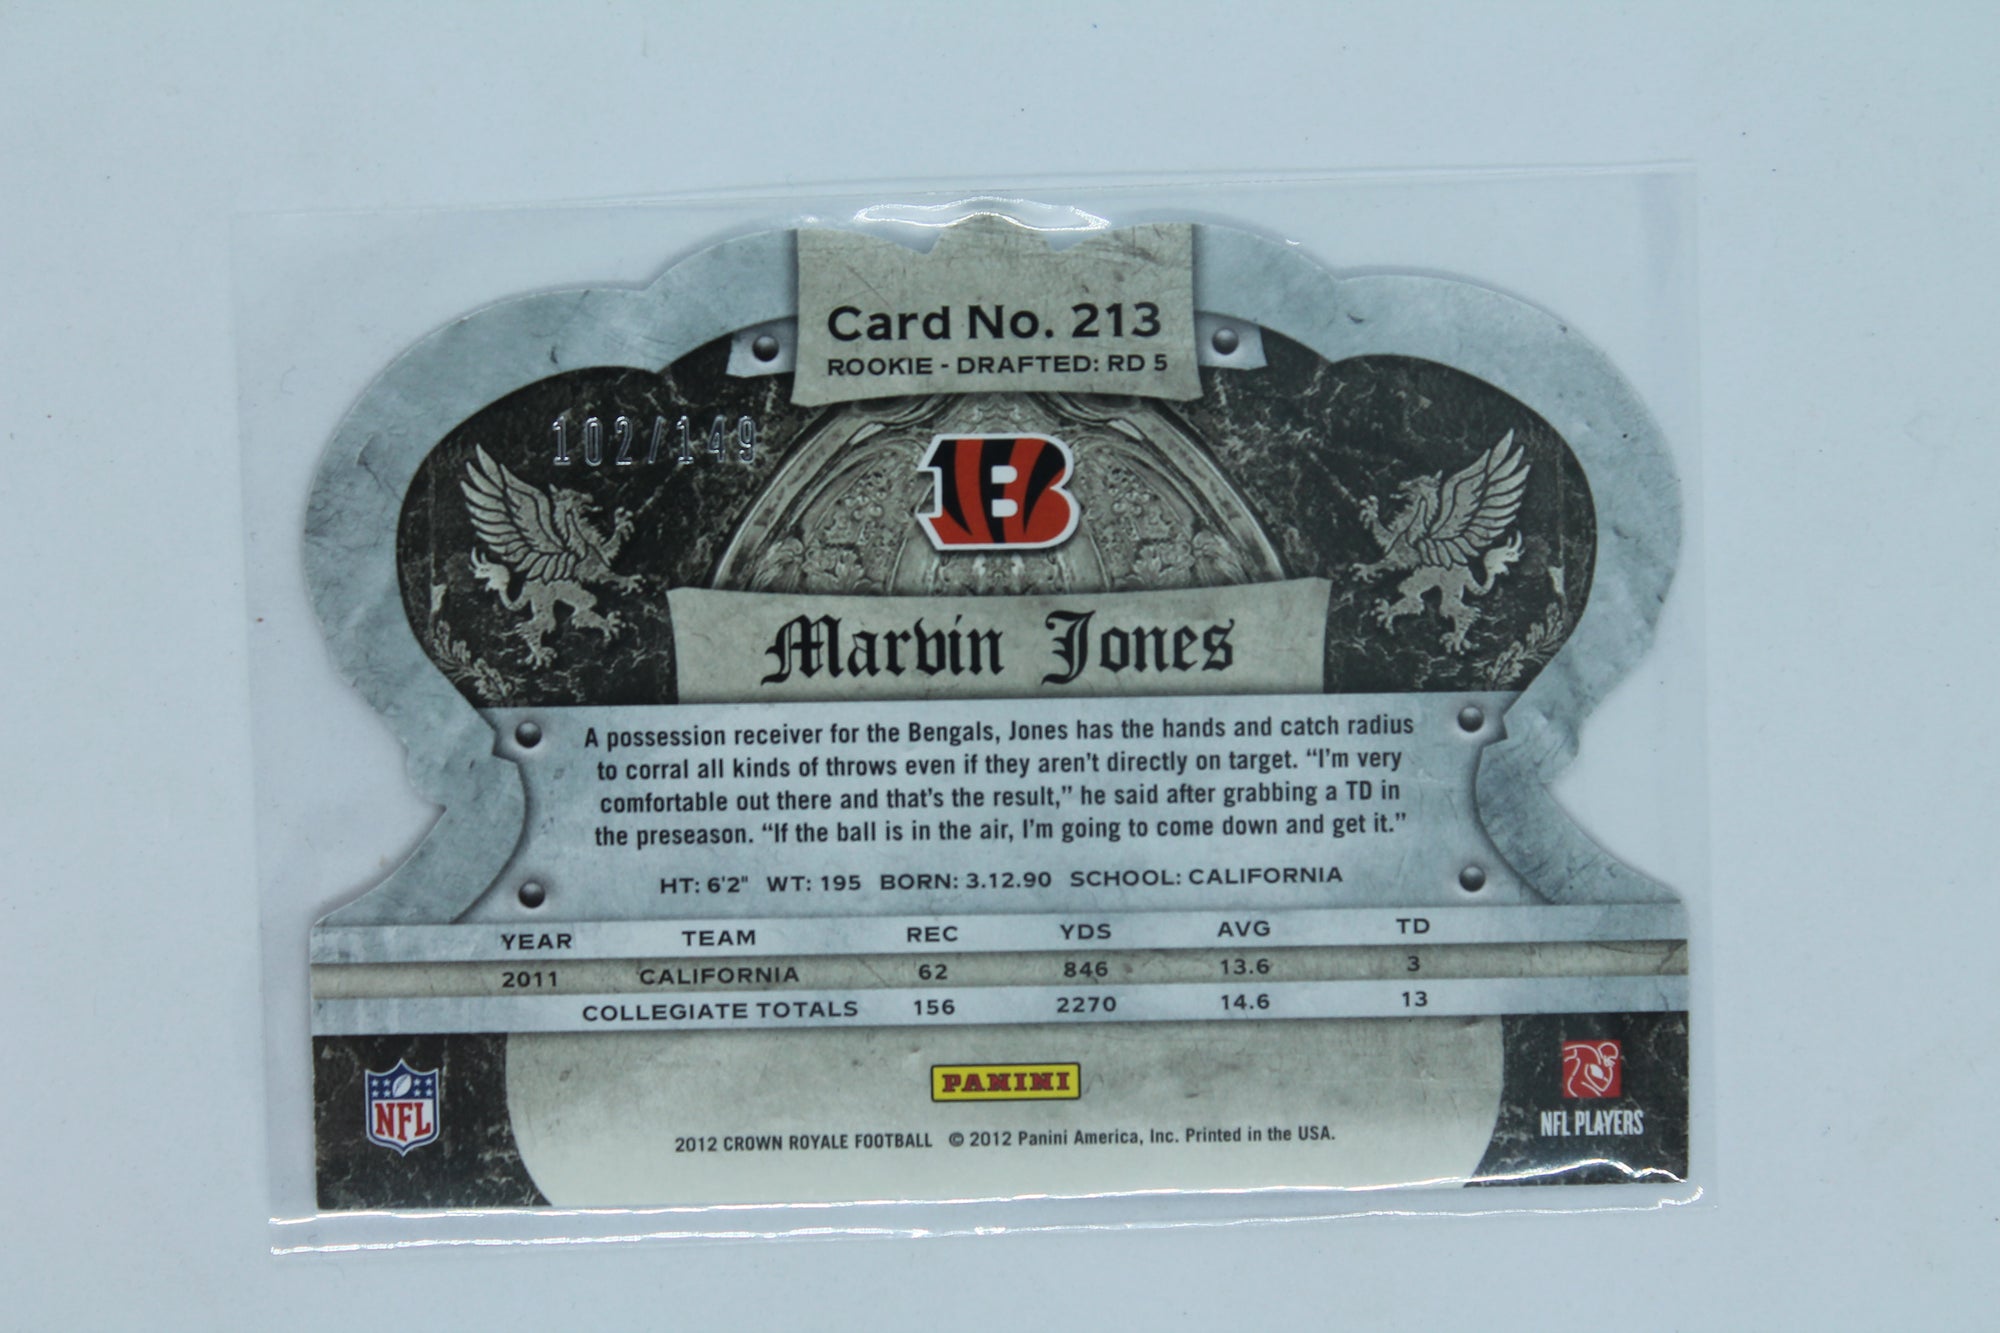 Card No. 213
ROOKIE - DRAFTED: RD 5
102/149
B
Marvin Jones
A possession receiver for the Bengals, Jones has the hands and catch radius
to corral all kinds of throws even if they aren't directly on target. “I'm very
comfortable out there and that's the result,” he said after grabbing a TD in
the preseason. “If the ball is in the air, I'm going to come down and get it.”
HT: 6'2" WT: 195 BORN: 3.12.90 SCHOOL: CALIFORNIA
YEAR TEAM REC YDS AVG TD
2011 CALIFORNIA 62 846 13.6 3
COLLEGIATE TOTALS 156 2270 14.6 13
NFL
PANINI
NFL PLAYERS
2012 CROWN ROYALE FOOTBALL © 2012 Panini America, Inc. Printed in the USA.